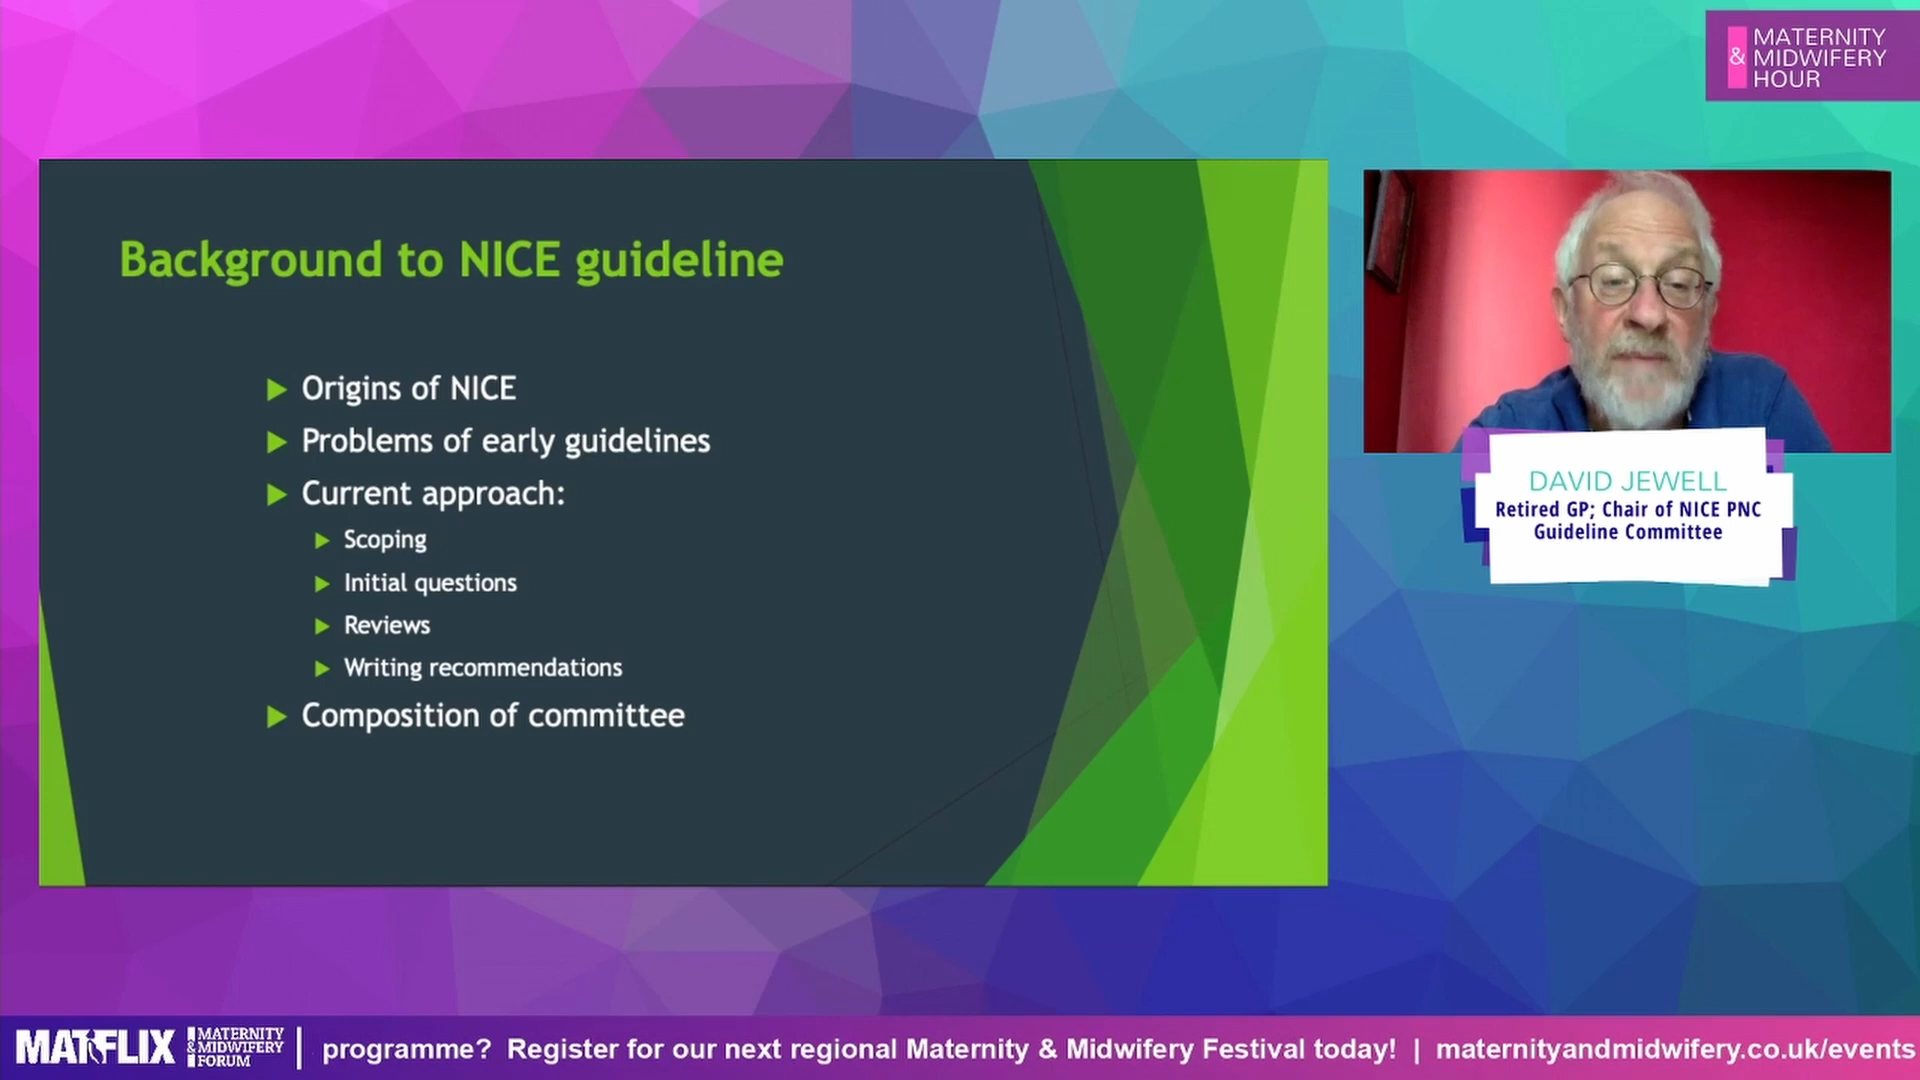 &
MATERNITY
MIDWIFERY
HOUR
Background to NICE guideline
Origins of NICE
Problems of early guidelines
Current approach:
Scoping
Initial questions
Reviews
Writing recommendations
Composition of committee
DAVID JEWELL
Retired GP; Chair of NICE PNC
Guideline Committee
MATFLIX
MATERNITY
& MIDWIFERY
FORUM
programme? Register for our next regional Maternity & Midwifery Festival today! | maternityandmidwifery.co.uk/events